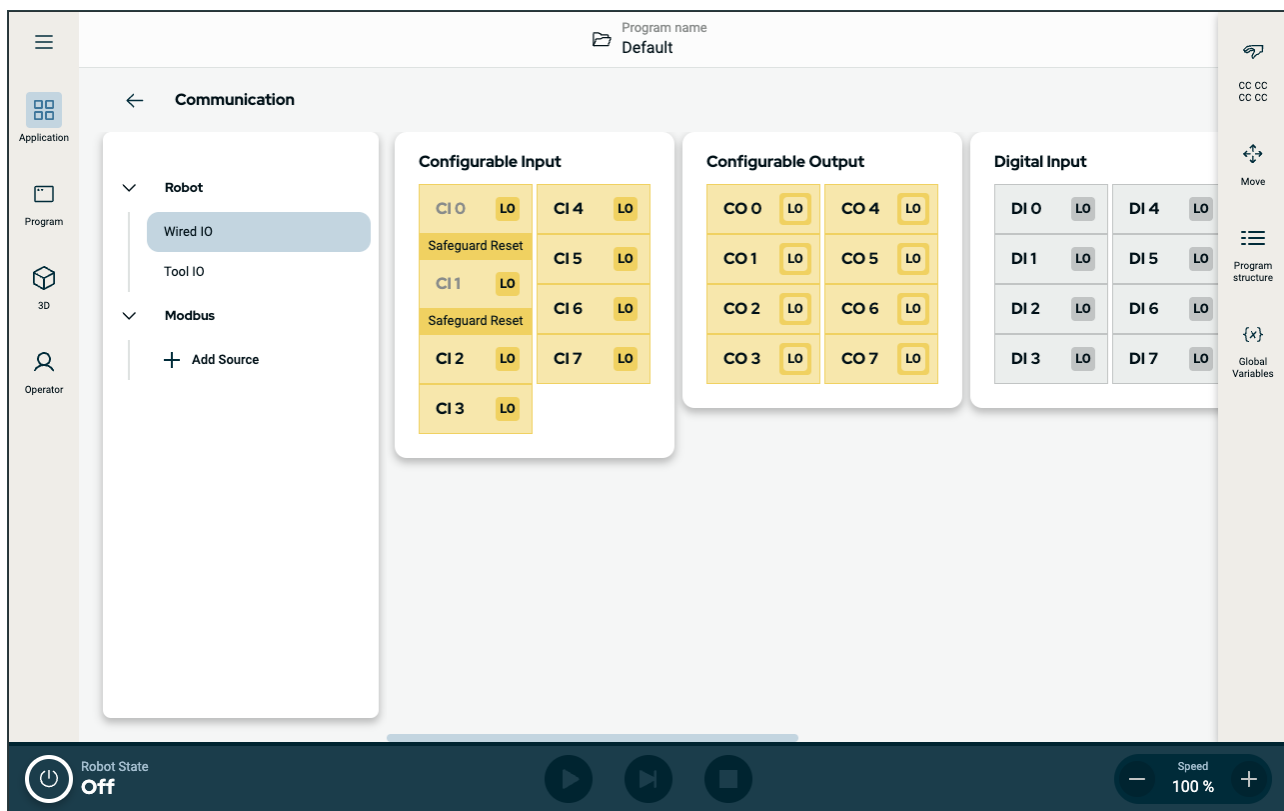 Program name
Default
Application
Program
3D
Operator
Communication
Robot
Wired IO
Tool IO
Modbus
Add Source
Configurable Input
CI 0 LO CI 4 LO
Safeguard Reset
CI 5 LO
CI 1 LO
CI 6 LO
Safeguard Reset
CI 2 LO CI 7 LO
CI 3 LO
Configurable Output
CO 0 LO CO 4 LO
CO 1 LO CO 5 LO
CO 2 LO CO 6 LO
CO 3 LO CO 7 LO
Digital Input
DI 0 LO DI 4 LO
DI 1 LO DI 5 LO
DI 2 LO DI 6 LO
DI 3 LO DI 7 LO
CC CC
CC CC
Move
Program
structure
{x}
Global
Variables
Robot State
Off
Speed
100 %